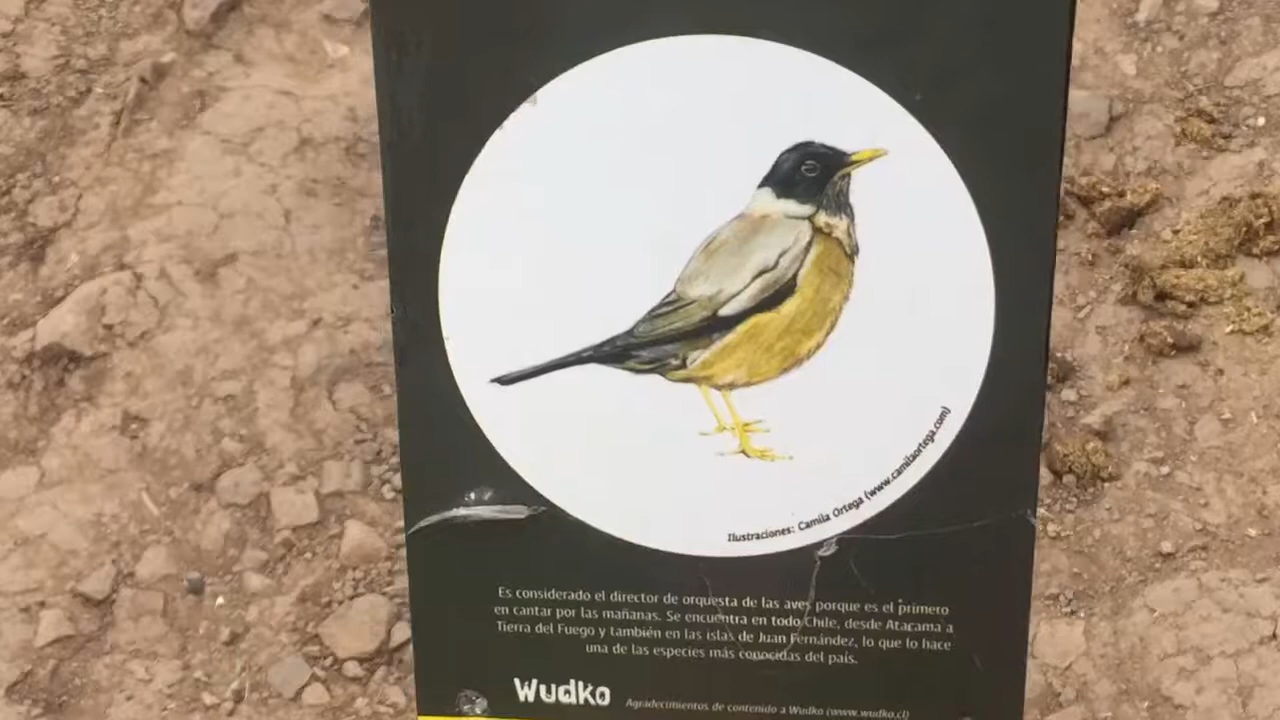 Ilustraciones: Camila Ortega (www.camilaortega.com)
Es considerado el director de orquesta de las aves porque es el primero
en cantar por las mañanas. Se encuentra en todo Chile, desde Atacama a
Tierra del Fuego y también en las islas de Juan Fernández, lo que lo hace
una de las especies más conocidas del país.
Wudko
Agradecimientos de contenido a Wudko (www.wudko.cl)